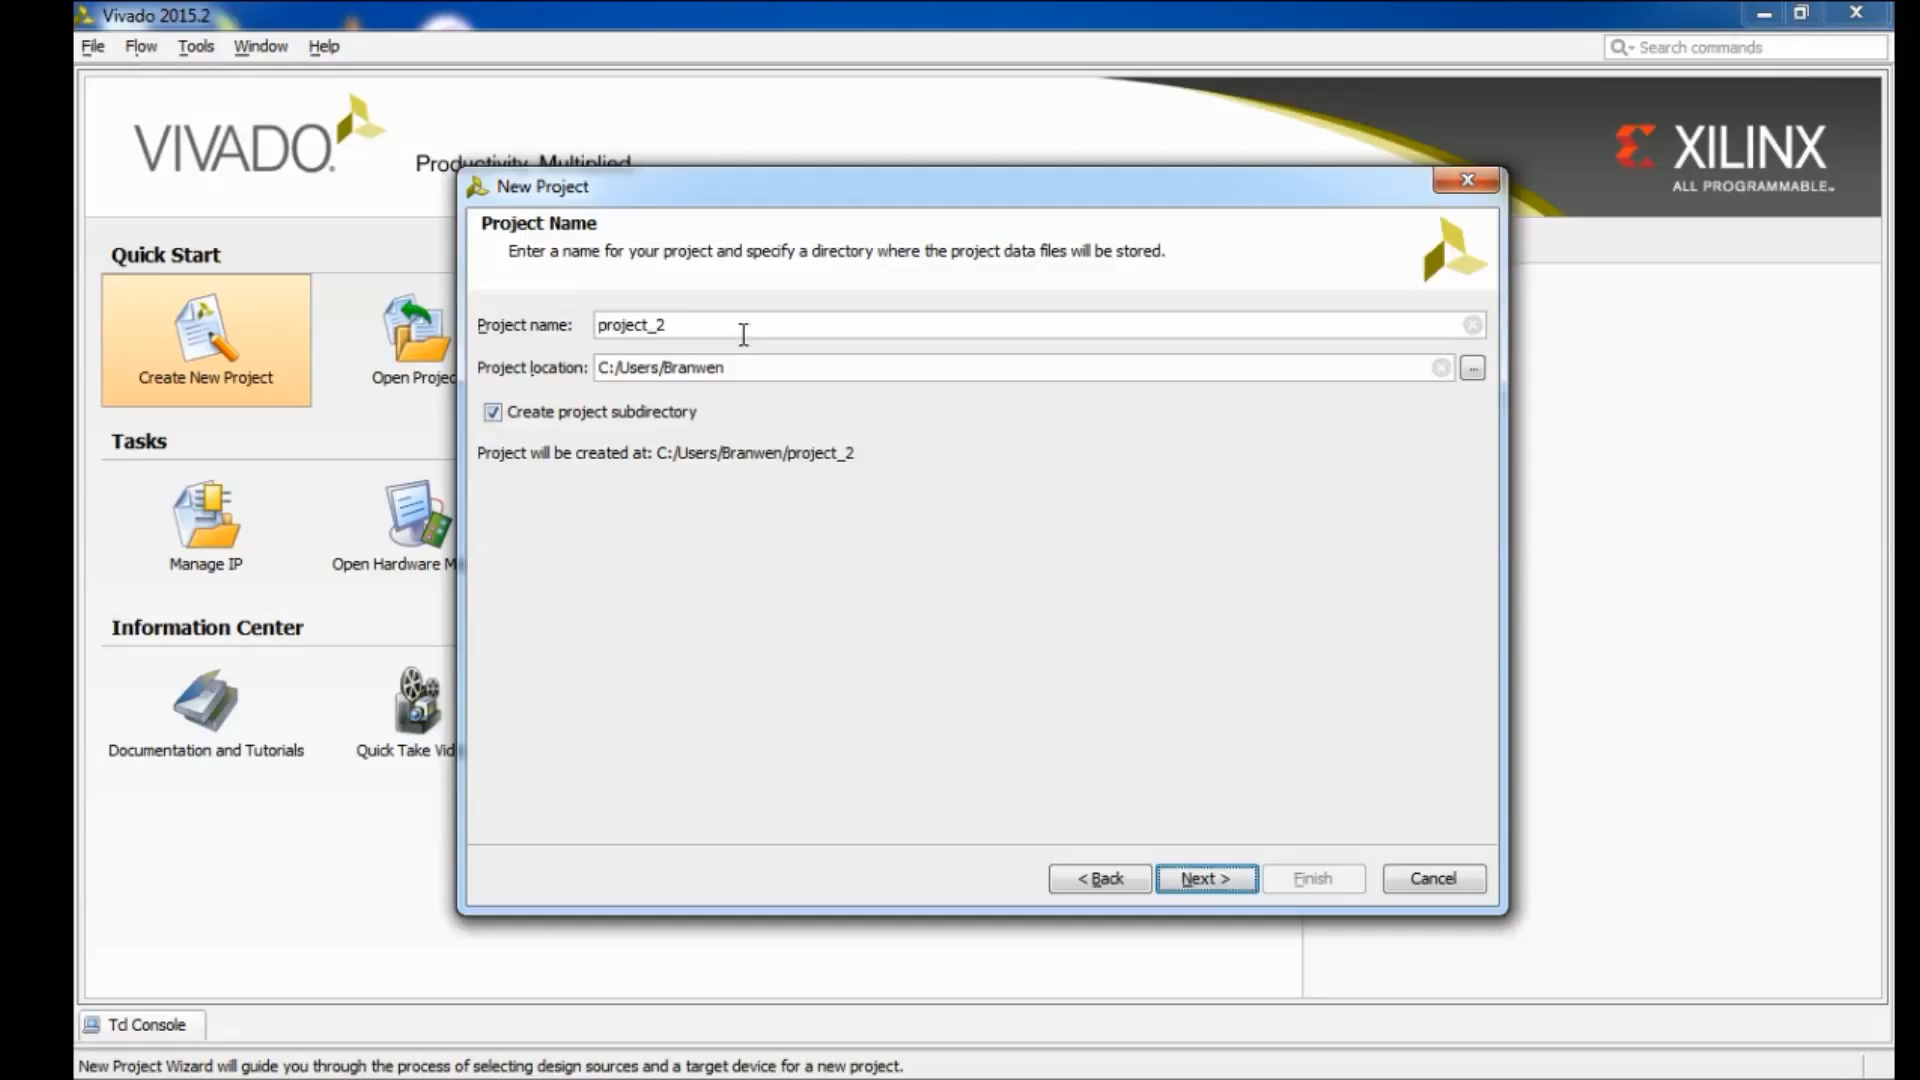 Vivado 2015.2
File Flow Tools Window Help
Search commands
VIVADO.
Productivity. Multiplied
XILINX
ALL PROGRAMMABLE
New Project
Project Name
Enter a name for your project and specify a directory where the project data files will be stored.
Project name: project_2
Project location: C:/Users/Branwen
...
Create project subdirectory
Project will be created at: C:/Users/Branwen/project_2
< Back Next > Finish Cancel
Quick Start
Create New Project
Open Projec
Tasks
Manage IP
Open Hardware M
Information Center
Documentation and Tutorials
Quick Take Vid
Tcl Console
New Project Wizard will guide you through the process of selecting design sources and a target device for a new project.